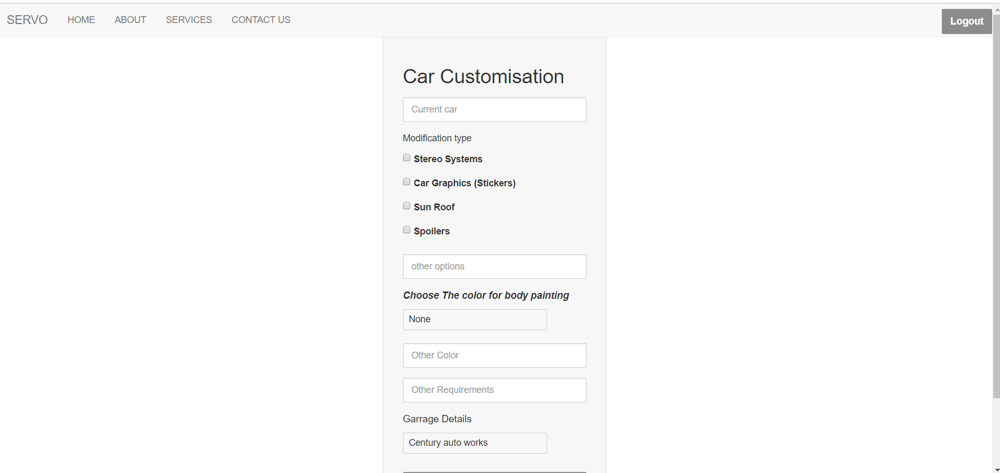 SERVO HOME ABOUT SERVICES CONTACT US Logout
Car Customisation
Current car
Modification type
Stereo Systems
Car Graphics (Stickers)
Sun Roof
Spoilers
other options
Choose The color for body painting
None
Other Color
Other Requirements
Garrage Details
Century auto works